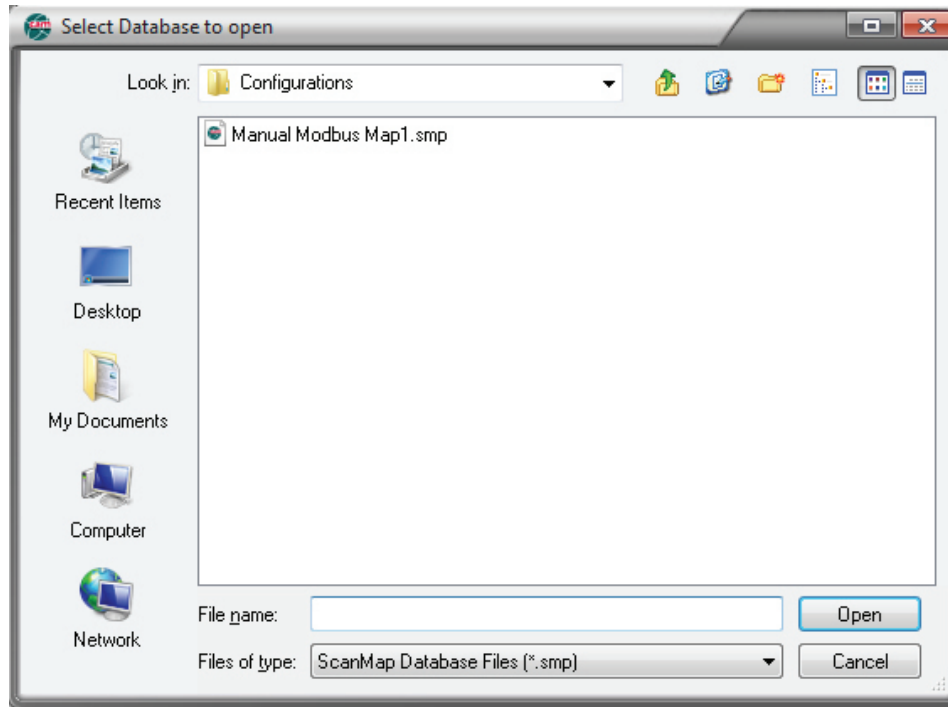 Select Database to open
Look in: Configurations
Manual Modbus Map1.smp
Recent Items
Desktop
My Documents
Computer
Network
File name: Open
Files of type: ScanMap Database Files (*.smp) Cancel